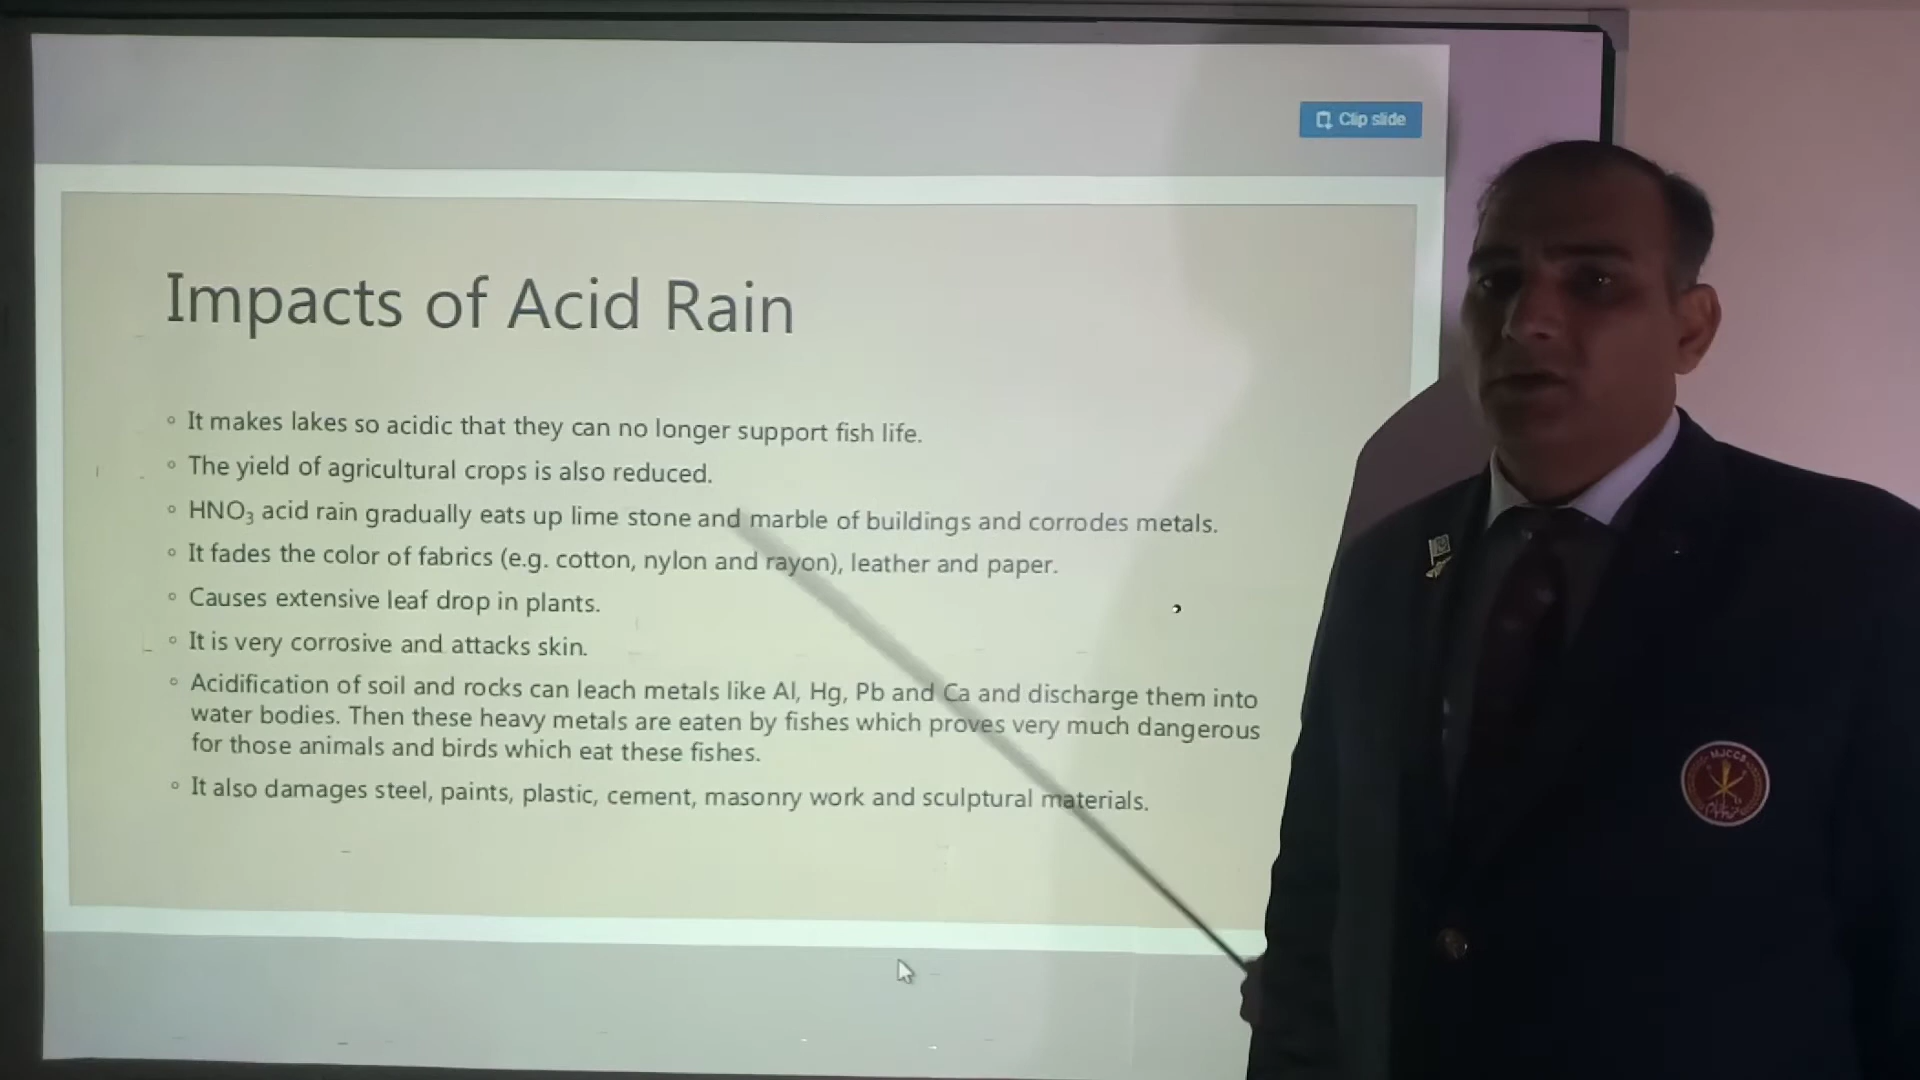 Clip slide
Impacts of Acid Rain
◦ It makes lakes so acidic that they can no longer support fish life.
◦ The yield of agricultural crops is also reduced.
◦ HNO₃ acid rain gradually eats up lime stone and marble of buildings and corrodes metals.
◦ It fades the color of fabrics (e.g. cotton, nylon and rayon), leather and paper.
◦ Causes extensive leaf drop in plants.
◦ It is very corrosive and attacks skin.
◦ Acidification of soil and rocks can leach metals like Al, Hg, Pb and Ca and discharge them into
water bodies. Then these heavy metals are eaten by fishes which proves very much dangerous
for those animals and birds which eat these fishes.
◦ It also damages steel, paints, plastic, cement, masonry work and sculptural materials.
MJCCS